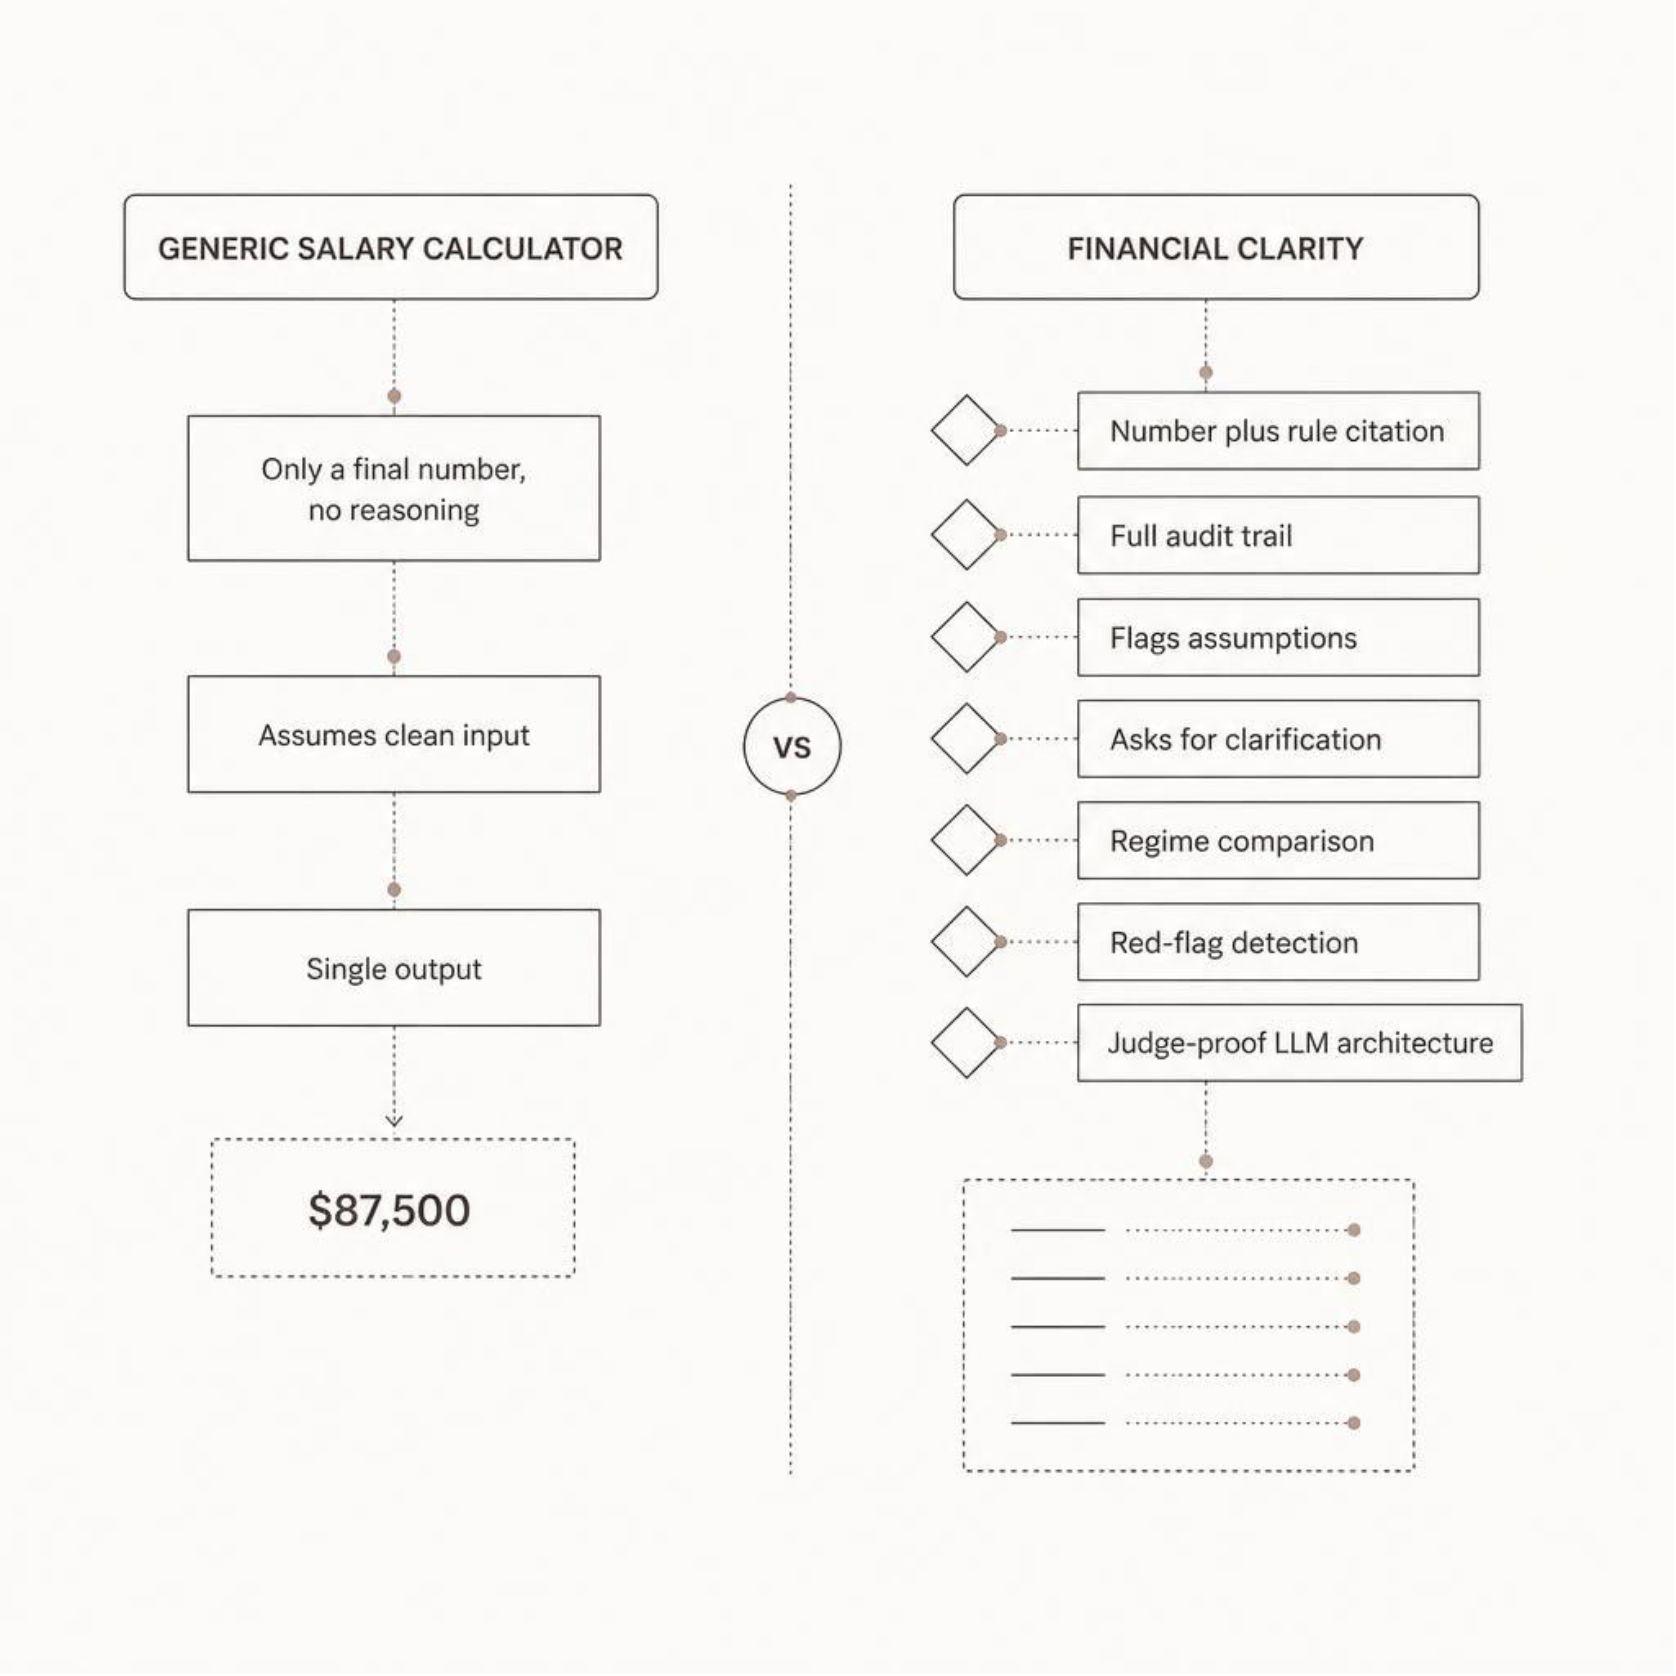 GENERIC SALARY CALCULATOR
Only a final number,
no reasoning
Assumes clean input
Single output
$87,500
VS
FINANCIAL CLARITY
Number plus rule citation
Full audit trail
Flags assumptions
Asks for clarification
Regime comparison
Red-flag detection
Judge-proof LLM architecture